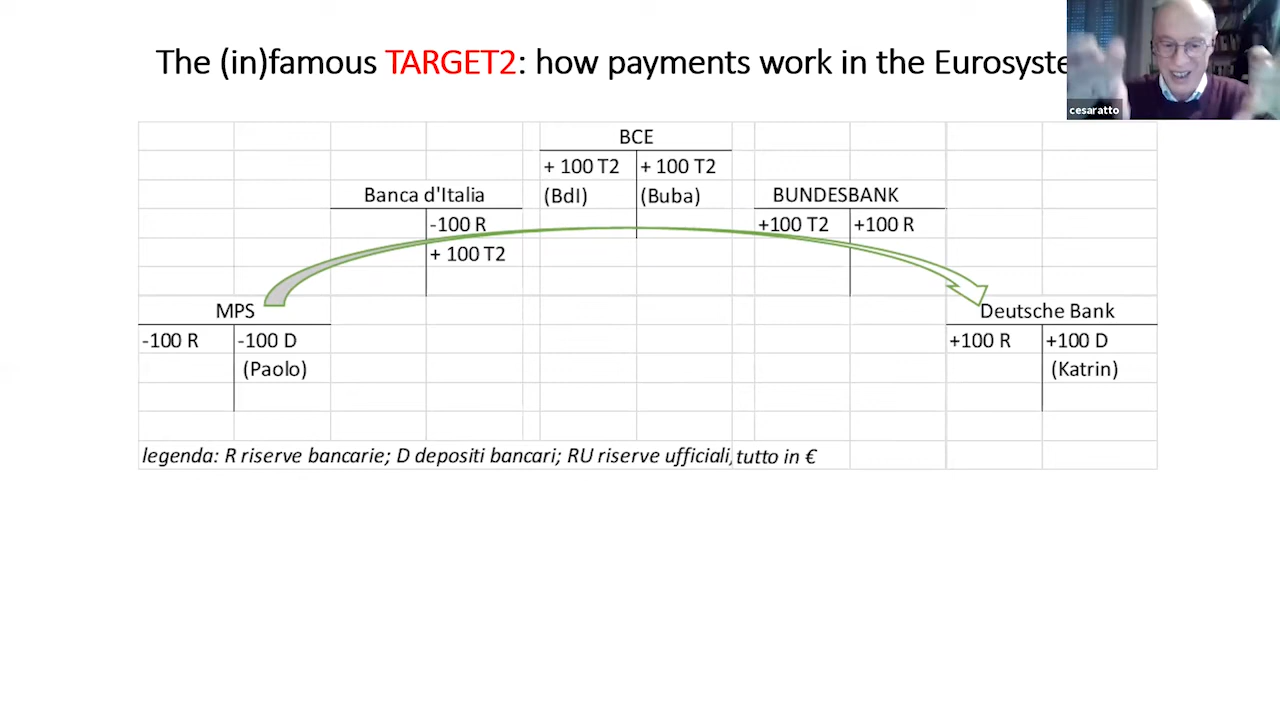 The (in)famous TARGET2: how payments work in the
cesaratto
BCE
+ 100 T2 + 100 T2
Banca d'Italia (BdI) (Buba) BUNDESBANK
-100 R +100 T2 +100 R
+ 100 T2
MPS Deutsche Bank
-100 R -100 D +100 R +100 D
(Paolo) (Katrin)
legenda: R riserve bancarie; D depositi bancari; RU riserve ufficiali, tutto in €